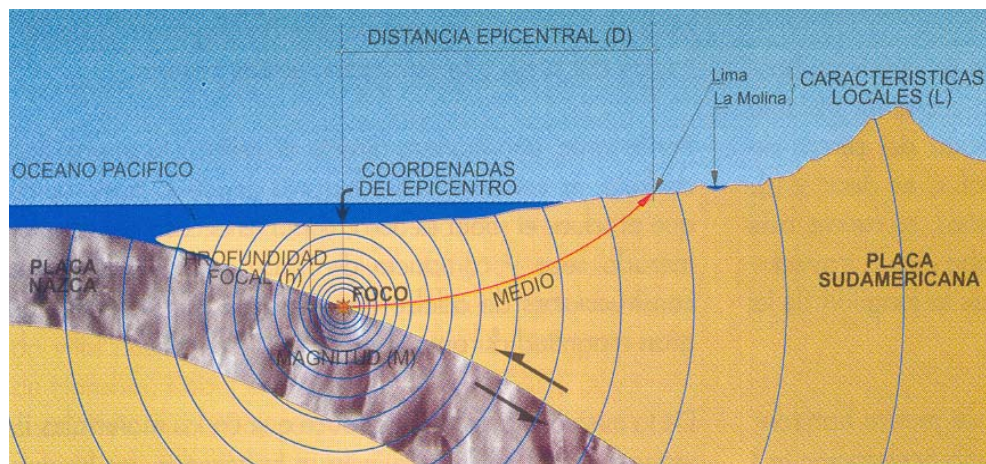 DISTANCIA EPICENTRAL (D)
Lima
La Molina
CARACTERISTICAS
LOCALES (L)
OCEANO PACIFICO
COORDENADAS
DEL EPICENTRO
PROFUNDIDAD
FOCAL (h)
PLACA
NAZCA
FOCO
MEDIO
PLACA
SUDAMERICANA
MAGNITUD (M)